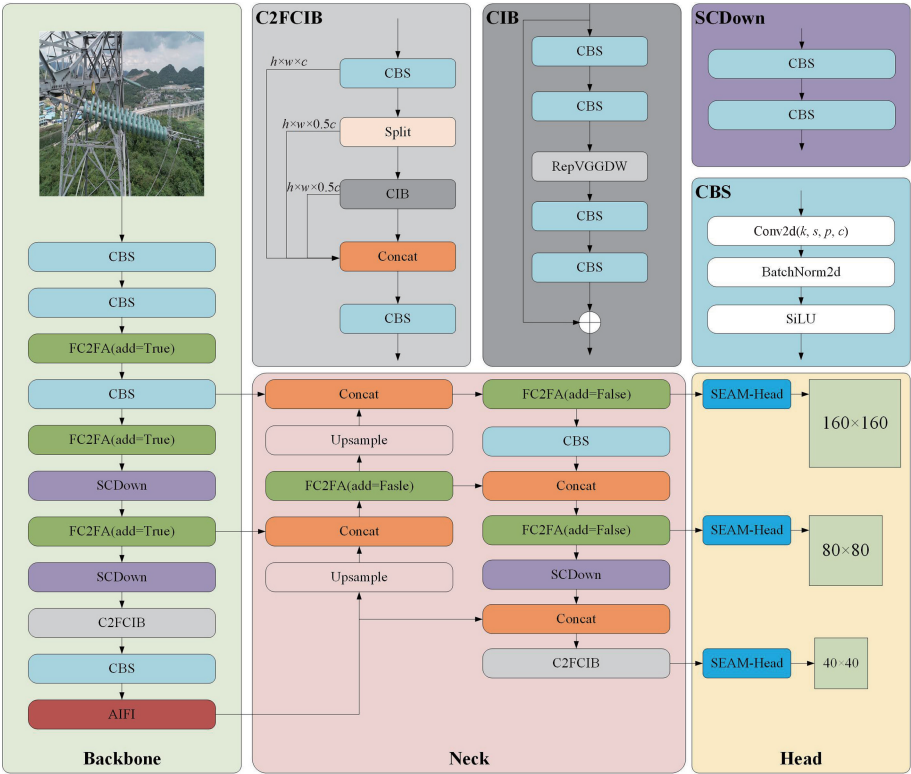 CBS
CBS
FC2FA(add=True)
CBS
FC2FA(add=True)
SCDown
FC2FA(add=True)
SCDown
C2FCIB
CBS
AIFI
Backbone
C2FCIB
h×w×c
CBS
h×w×0.5c
Split
h×w×0.5c
CIB
Concat
CBS
CIB
CBS
CBS
RepVGGDW
CBS
CBS
SCDown
CBS
CBS
CBS
Conv2d(k, s, p, c)
BatchNorm2d
SiLU
Concat
Upsample
FC2FA(add=Fasle)
Concat
Upsample
FC2FA(add=False)
CBS
Concat
FC2FA(add=False)
SCDown
Concat
C2FCIB
Neck
SEAM-Head
160×160
SEAM-Head
80×80
SEAM-Head
40×40
Head